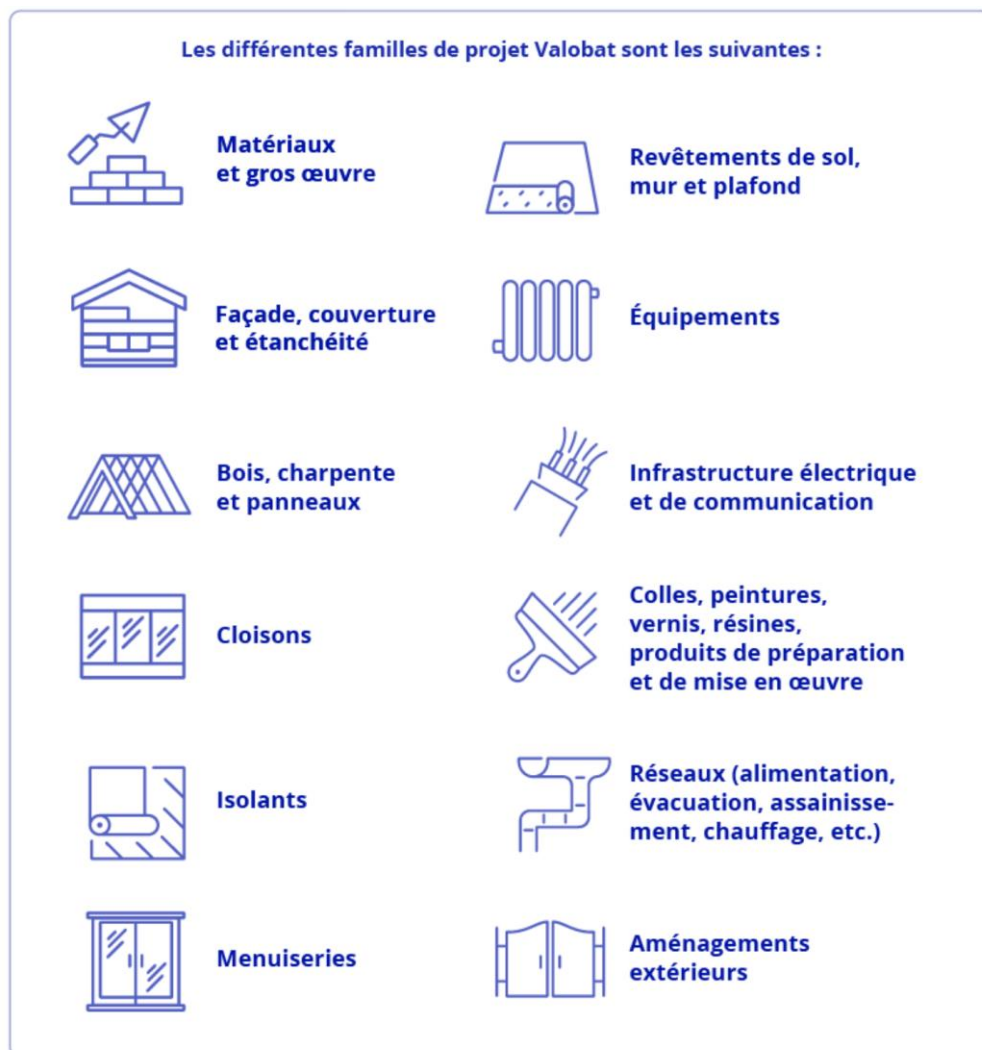 Les différentes familles de projet Valobat sont les suivantes :
Matériaux
et gros œuvre
Revêtements de sol,
mur et plafond
Façade, couverture
et étanchéité
Équipements
Bois, charpente
et panneaux
Infrastructure électrique
et de communication
Cloisons
Colles, peintures,
vernis, résines,
produits de préparation
et de mise en œuvre
Isolants
Réseaux (alimentation,
évacuation, assainisse-
ment, chauffage, etc.)
Menuiseries
Aménagements
extérieurs